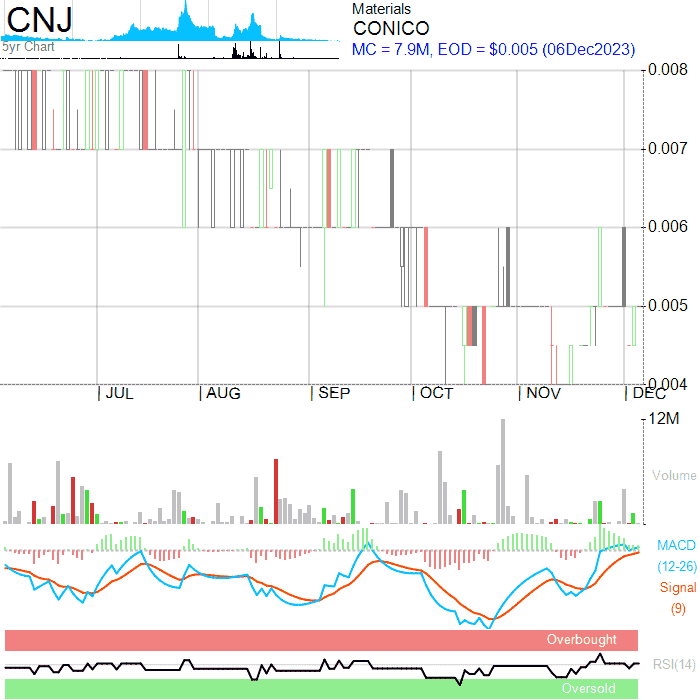 CNJ
5yr Chart
Materials
CONICO
MC = 7.9M, EOD = $0.005 (06Dec2023)
0.008
0.007
0.006
0.005
0.004
| JUL | AUG | SEP | OCT | NOV | DEC
12M
Volume
MACD
(12-26)
Signal
(9)
Overbought
RSI(14)
Oversold